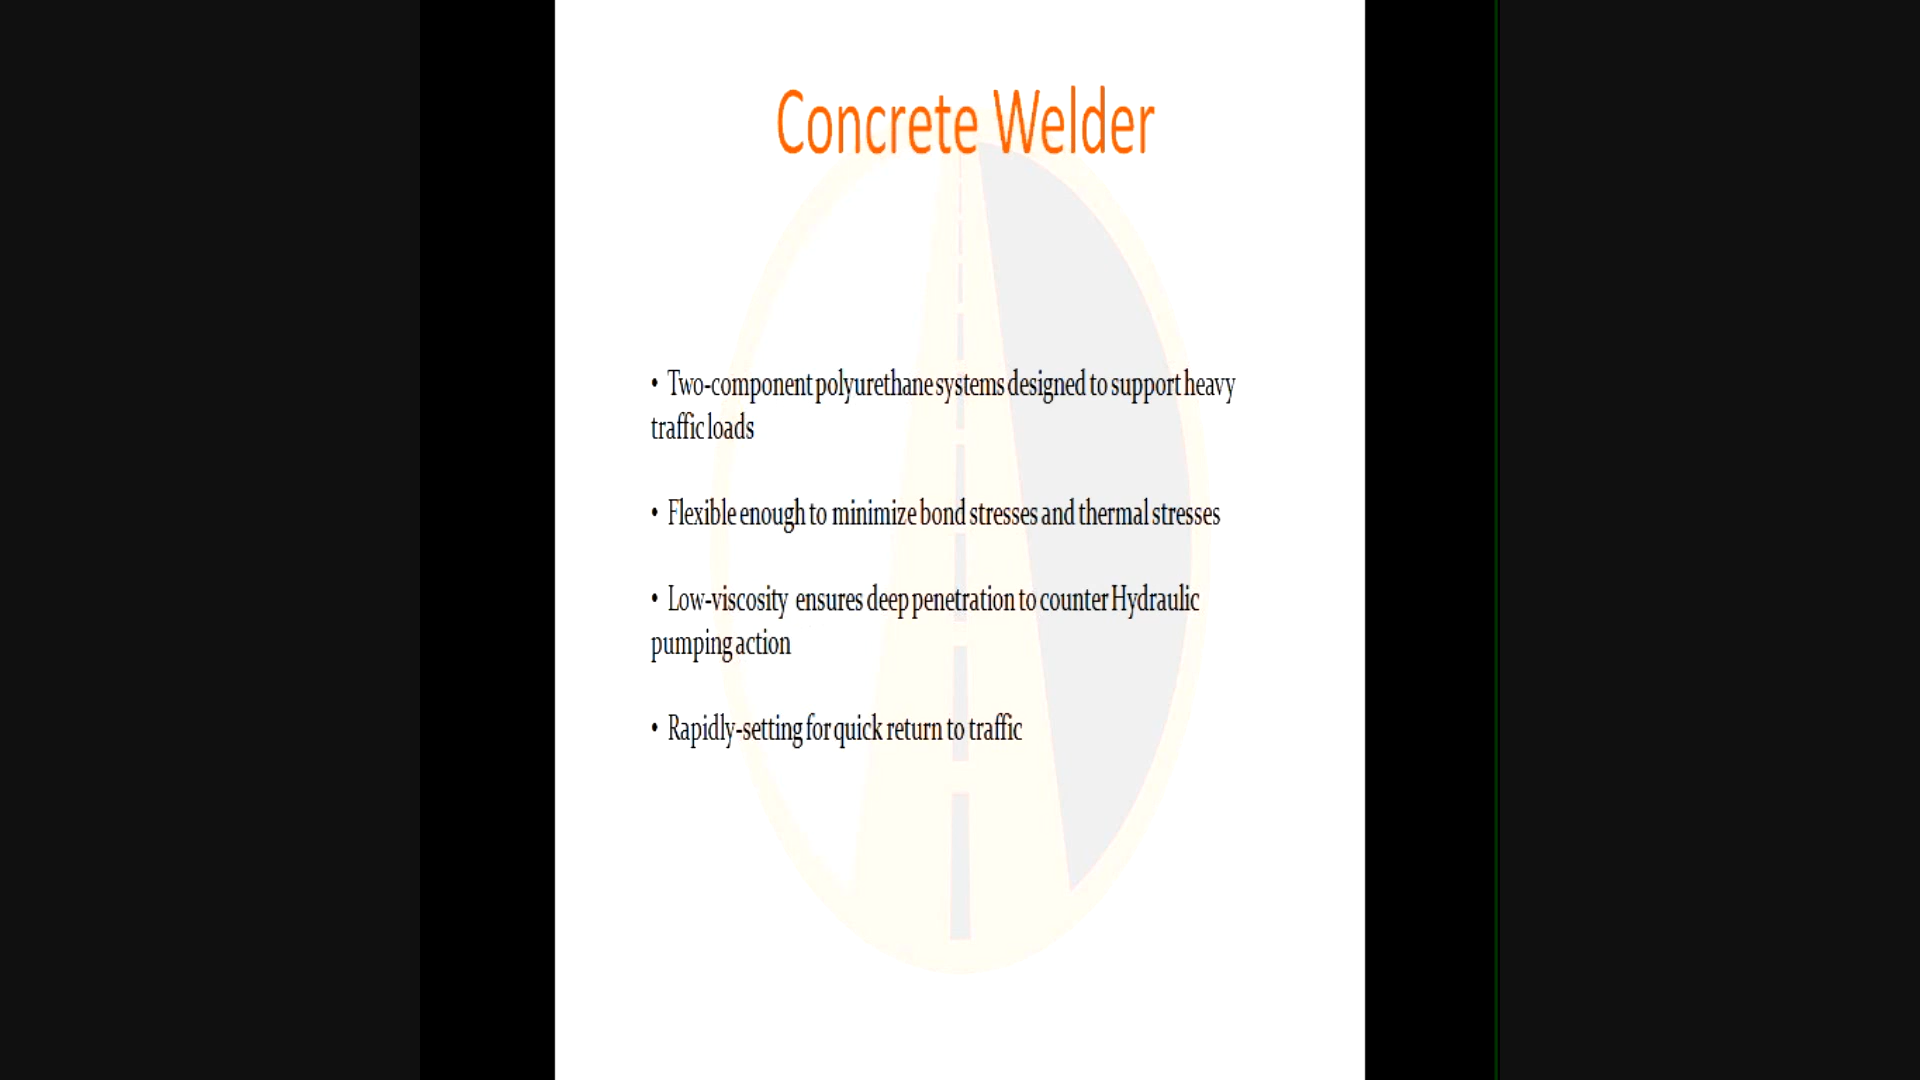 Concrete Welder
• Two-component polyurethane systems designed to support heavy
traffic loads
• Flexible enough to minimize bond stresses and thermal stresses
• Low-viscosity ensures deep penetration to counter Hydraulic
pumping action
• Rapidly-setting for quick return to traffic